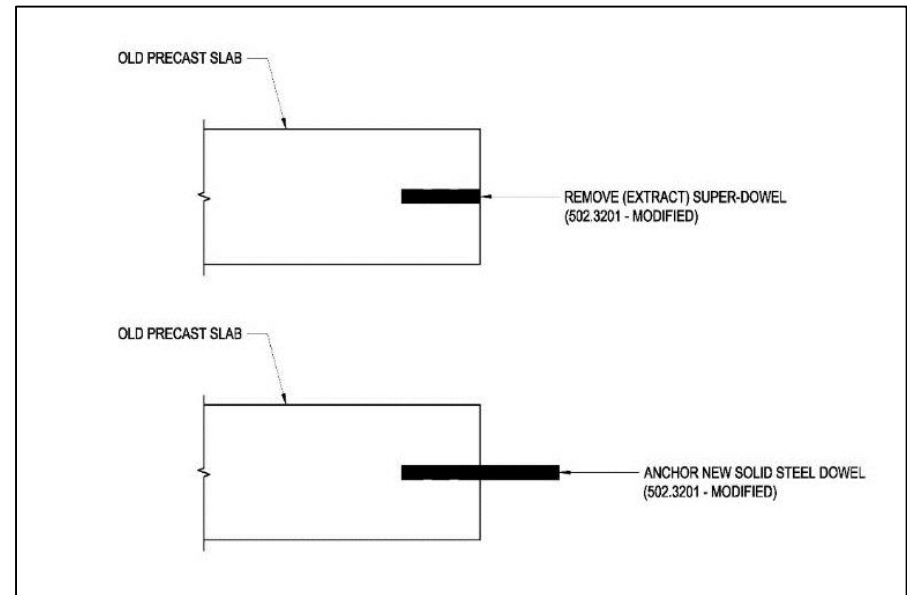 OLD PRECAST SLAB
REMOVE (EXTRACT) SUPER-DOWEL
(502.3201 - MODIFIED)
OLD PRECAST SLAB
ANCHOR NEW SOLID STEEL DOWEL
(502.3201 - MODIFIED)